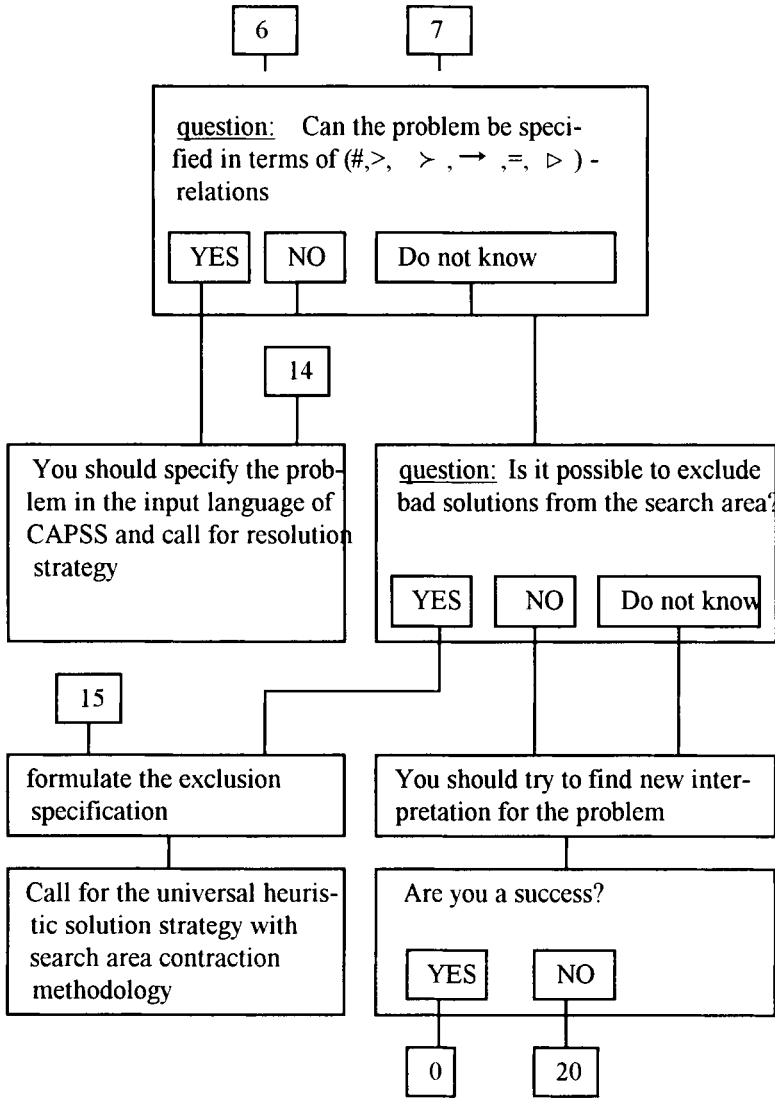 6 7
question: Can the problem be speci-
fied in terms of (#,>, ≻ , → ,=, ▷ ) -
relations
YES NO Do not know
14
You should specify the prob-
lem in the input language of
CAPSS and call for resolution
strategy
question: Is it possible to exclude
bad solutions from the search area?
YES NO Do not know
15
formulate the exclusion
specification
You should try to find new inter-
pretation for the problem
Call for the universal heuris-
tic solution strategy with
search area contraction
methodology
Are you a success?
YES NO
0 20